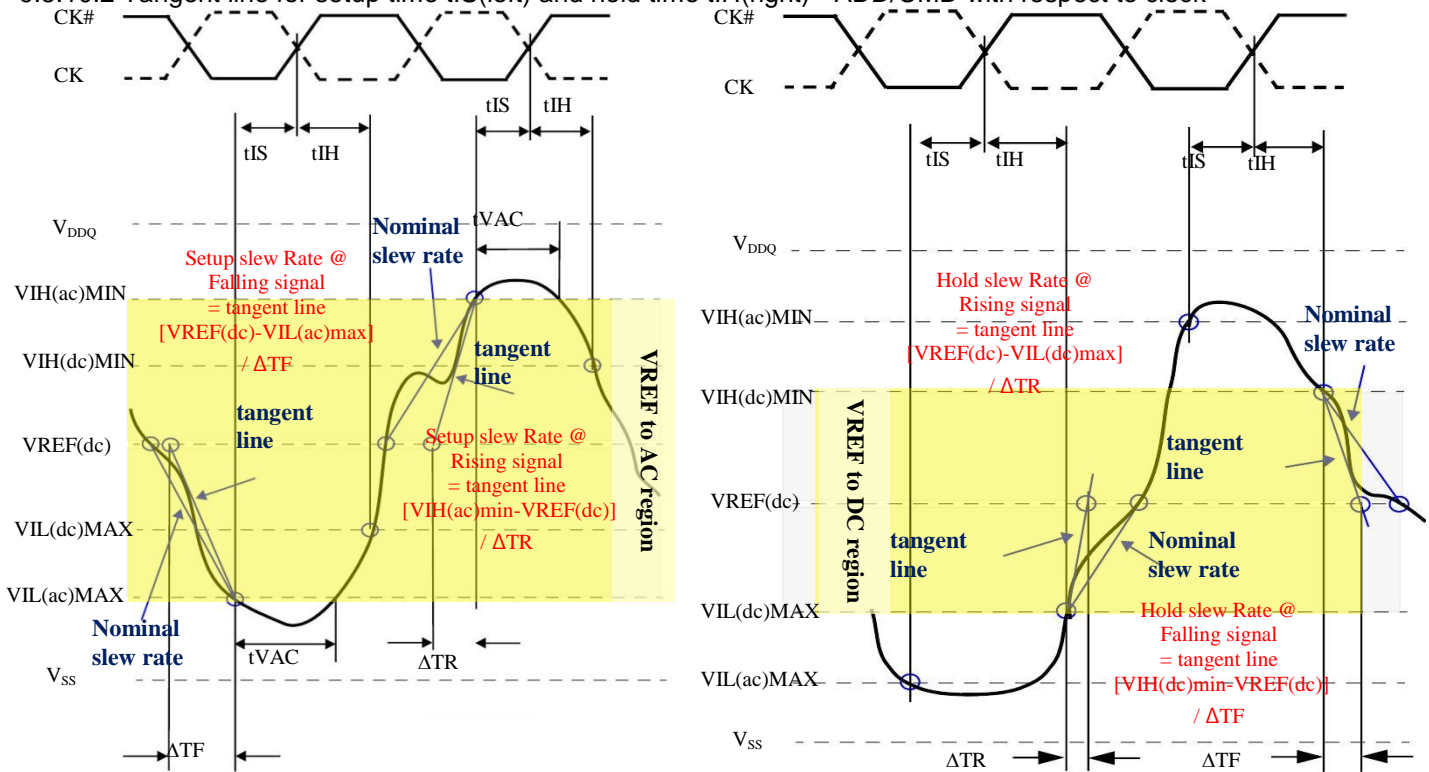 CK#
CK
tIS
tIH
tIS
tIH
VDDQ
Nominal
slew rate
tVAC
Setup slew Rate @
Falling signal
= tangent line
[VREF(dc)-VIL(ac)max]
/ ΔTF
VIH(ac)MIN
VIH(dc)MIN
tangent
line
tangent
line
VREF(dc)
Setup slew Rate @
Rising signal
= tangent line
[VIH(ac)min-VREF(dc)]
/ ΔTR
VREF to AC region
VIL(dc)MAX
VIL(ac)MAX
Nominal
slew rate
tVAC
ΔTR
VSS
ΔTF
CK#
CK
tIS
tIH
tIS
tIH
VDDQ
Hold slew Rate @
Rising signal
= tangent line
[VREF(dc)-VIL(dc)max]
/ ΔTR
VIH(ac)MIN
Nominal
slew rate
VIH(dc)MIN
VREF to DC region
tangent
line
VREF(dc)
tangent
line
Nominal
slew rate
VIL(dc)MAX
Hold slew Rate @
Falling signal
= tangent line
[VIH(dc)min-VREF(dc)]
/ ΔTF
VIL(ac)MAX
VSS
ΔTR
ΔTF